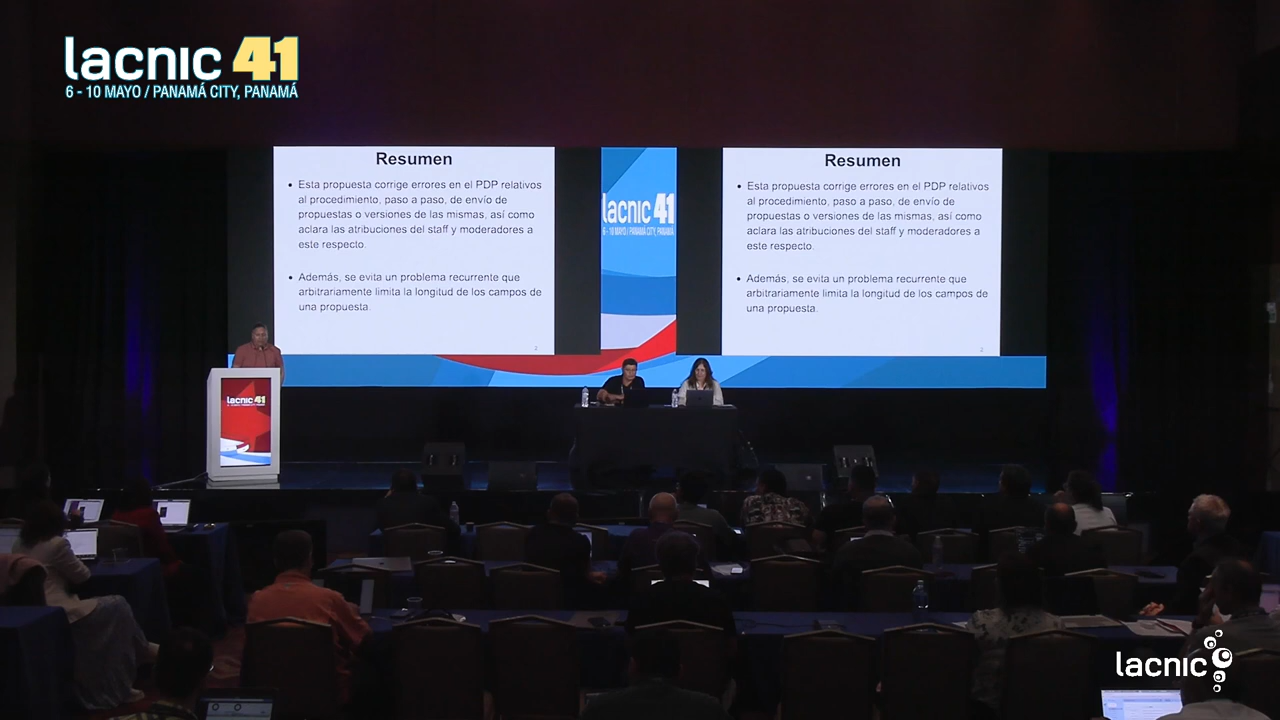 lacnic 41
6 - 10 MAYO / PANAMÁ CITY, PANAMÁ
Resumen
• Esta propuesta corrige errores en el PDP relativos
al procedimiento, paso a paso, de envío de
propuestas o versiones de las mismas, así como
aclara las atribuciones del staff y moderadores a
este respecto.
• Además, se evita un problema recurrente que
arbitrariamente limita la longitud de los campos de
una propuesta.
2
lacnic 41
6 - 10 MAYO / PANAMÁ CITY, PANAMÁ
Resumen
• Esta propuesta corrige errores en el PDP relativos
al procedimiento, paso a paso, de envío de
propuestas o versiones de las mismas, así como
aclara las atribuciones del staff y moderadores a
este respecto.
• Además, se evita un problema recurrente que
arbitrariamente limita la longitud de los campos de
una propuesta.
2
lacnic 41
lacnic